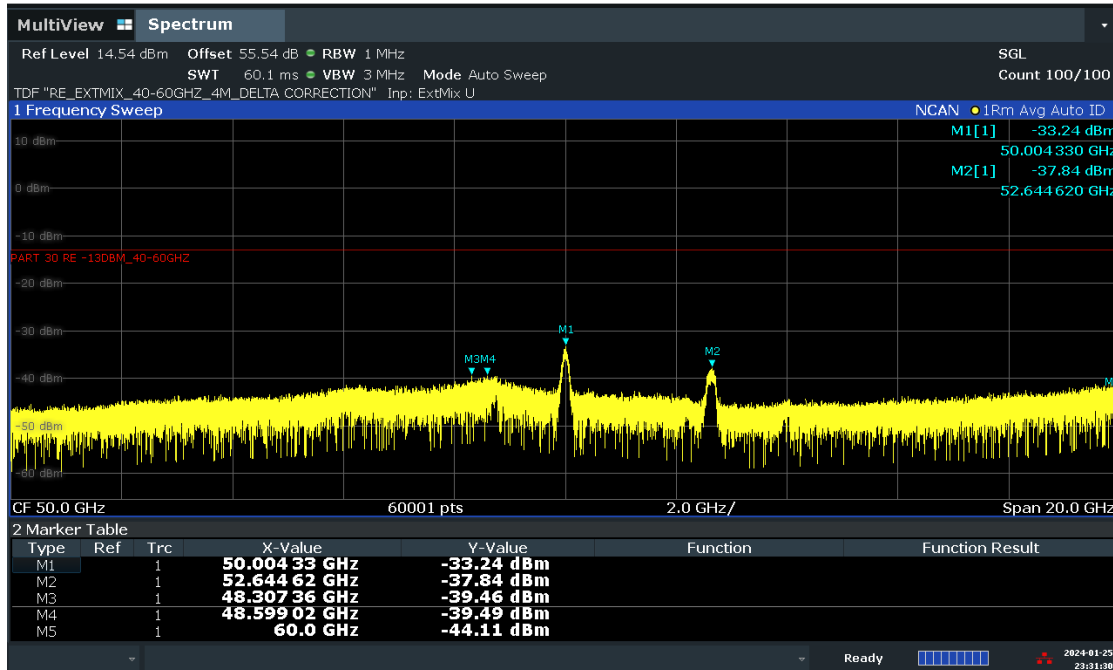 MultiView Spectrum
Ref Level 14.54 dBm Offset 55.54 dB RBW 1 MHz SGL
SWT 60.1 ms VBW 3 MHz Mode Auto Sweep Count 100/100
TDF "RE_EXTMIX_40-60GHZ_4M_DELTA CORRECTION" Inp: ExtMix U
1 Frequency Sweep NCAN 1Rm Avg Auto ID
M1[1] -33.24 dBm
10 dBm
50.004330 GHz
M2[1] -37.84 dBm
0 dBm
52.644620 GHz
-10 dBm
PART 30 RE -13DBM_40-60GHZ
-20 dBm
-30 dBm
M1
M2
M3M4
-40 dBm
M
-50 dBm
-60 dBm
CF 50.0 GHz 60001 pts 2.0 GHz/ Span 20.0 GHz
2 Marker Table
Type Ref Trc X-Value Y-Value Function Function Result
M1 1 50.004 33 GHz -33.24 dBm
M2 1 52.644 62 GHz -37.84 dBm
M3 1 48.307 36 GHz -39.46 dBm
M4 1 48.599 02 GHz -39.49 dBm
M5 1 60.0 GHz -44.11 dBm
Ready 2024-01-25
23:31:30